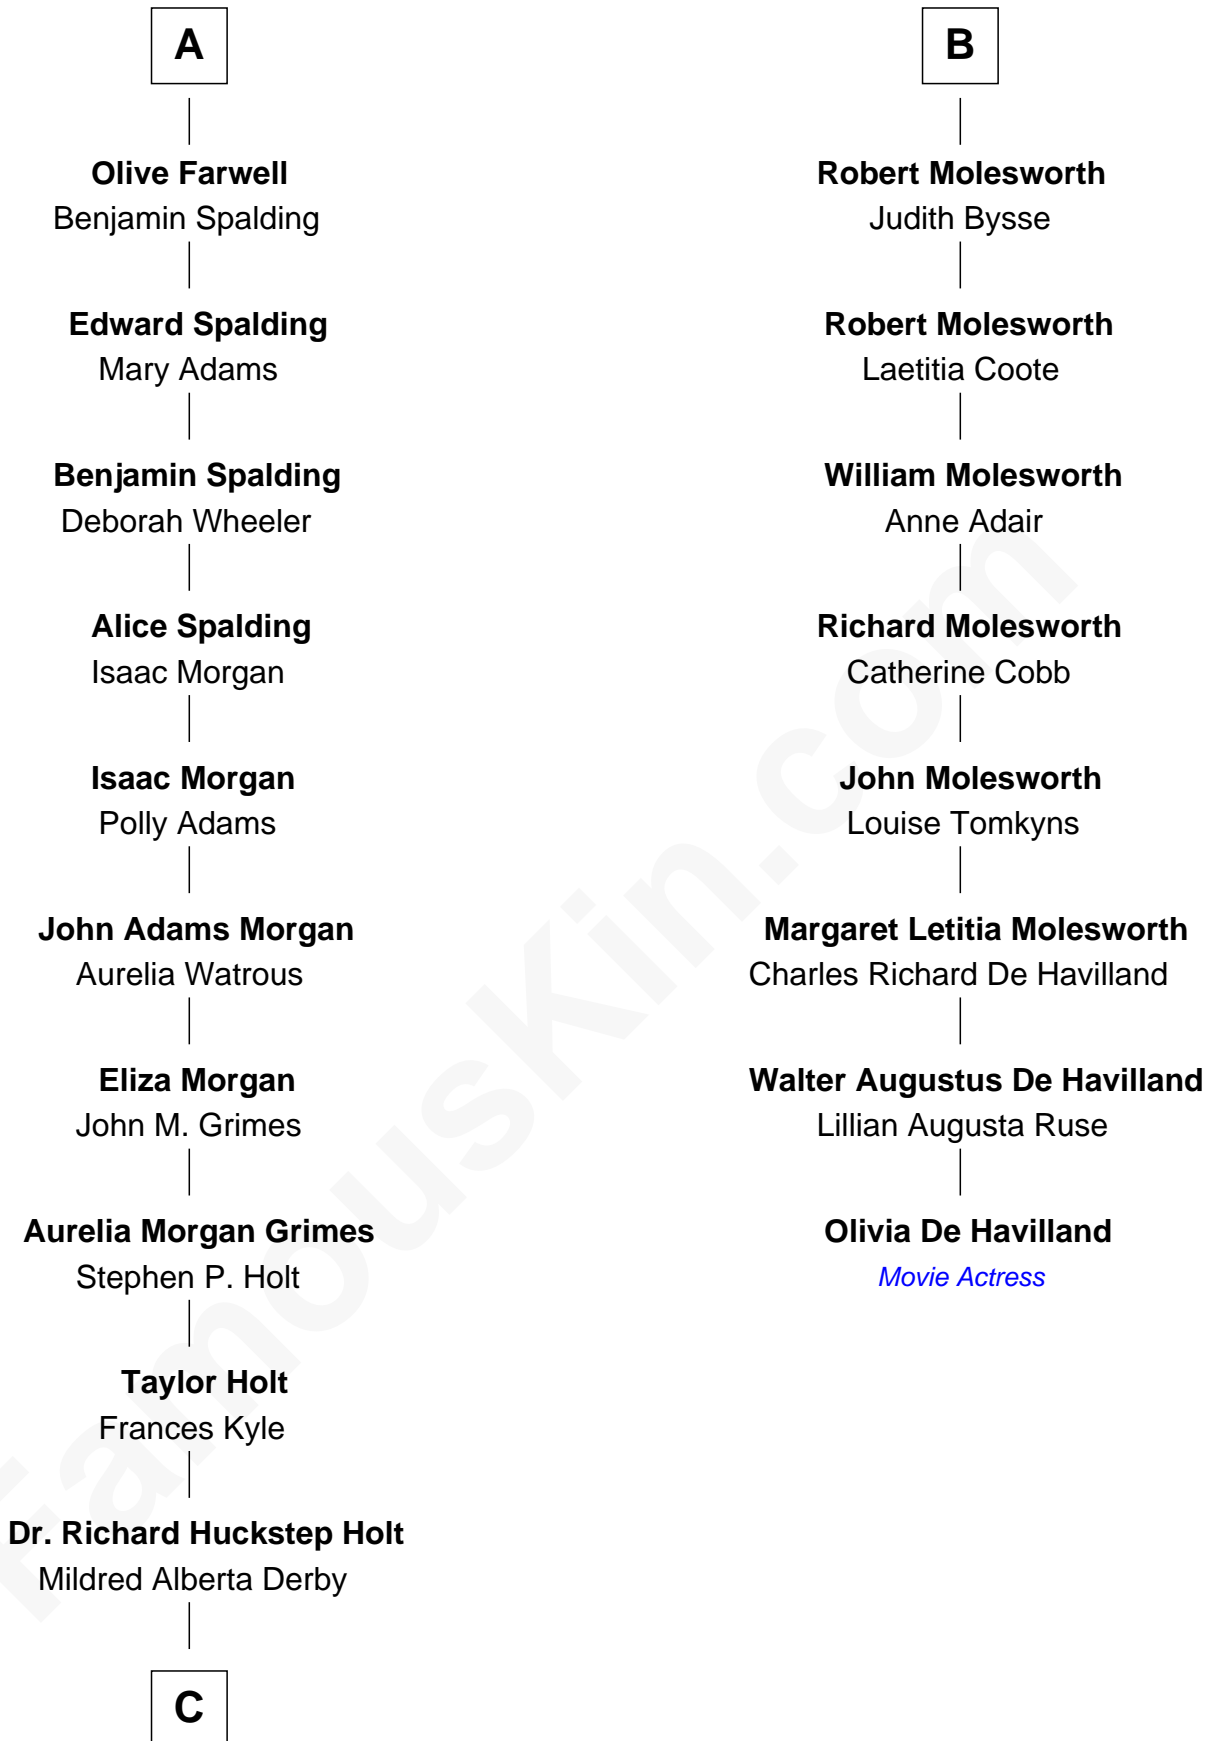 A
Olive Farwell
Benjamin Spalding
Edward Spalding
Mary Adams
Benjamin Spalding
Deborah Wheeler
Alice Spalding
Isaac Morgan
Isaac Morgan
Polly Adams
John Adams Morgan
Aurelia Watrous
Eliza Morgan
John M. Grimes
Aurelia Morgan Grimes
Stephen P. Holt
Taylor Holt
Frances Kyle
Dr. Richard Huckstep Holt
Mildred Alberta Derby
C
B
Robert Molesworth
Judith Bysse
Robert Molesworth
Laetitia Coote
William Molesworth
Anne Adair
Richard Molesworth
Catherine Cobb
John Molesworth
Louise Tomkyns
Margaret Letitia Molesworth
Charles Richard De Havilland
Walter Augustus De Havilland
Lillian Augusta Ruse
Olivia De Havilland
Movie Actress
FamousKin.com